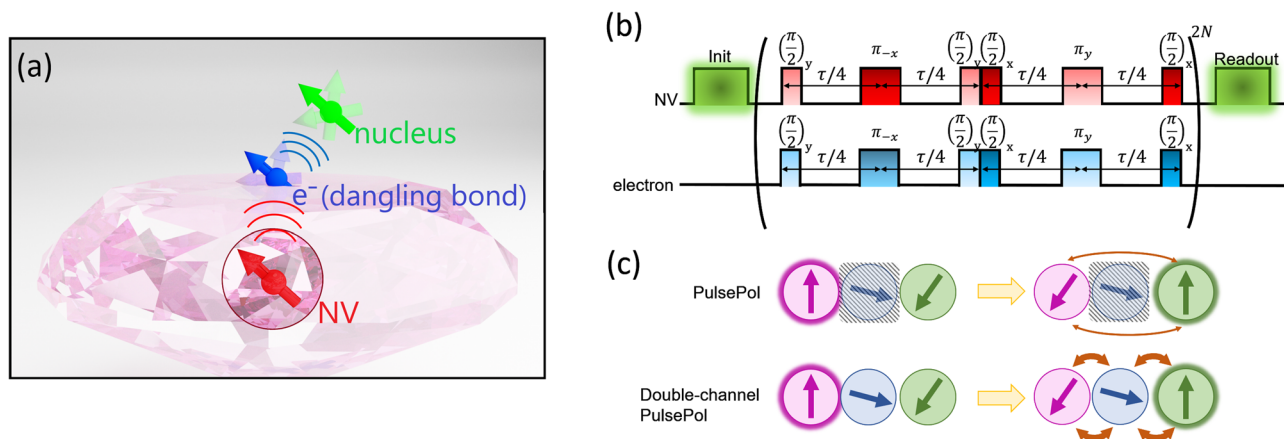 (a)
nucleus
e⁻(dangling bond)
NV
(b)
Init
(π/2)y τ/4 π₋ₓ τ/4 (π/2)y (π/2)x τ/4 πy τ/4 (π/2)x
2N
Readout
NV
(π/2)y τ/4 π₋ₓ τ/4 (π/2)y (π/2)x τ/4 πy τ/4 (π/2)x
electron
(c)
PulsePol
Double-channel
PulsePol